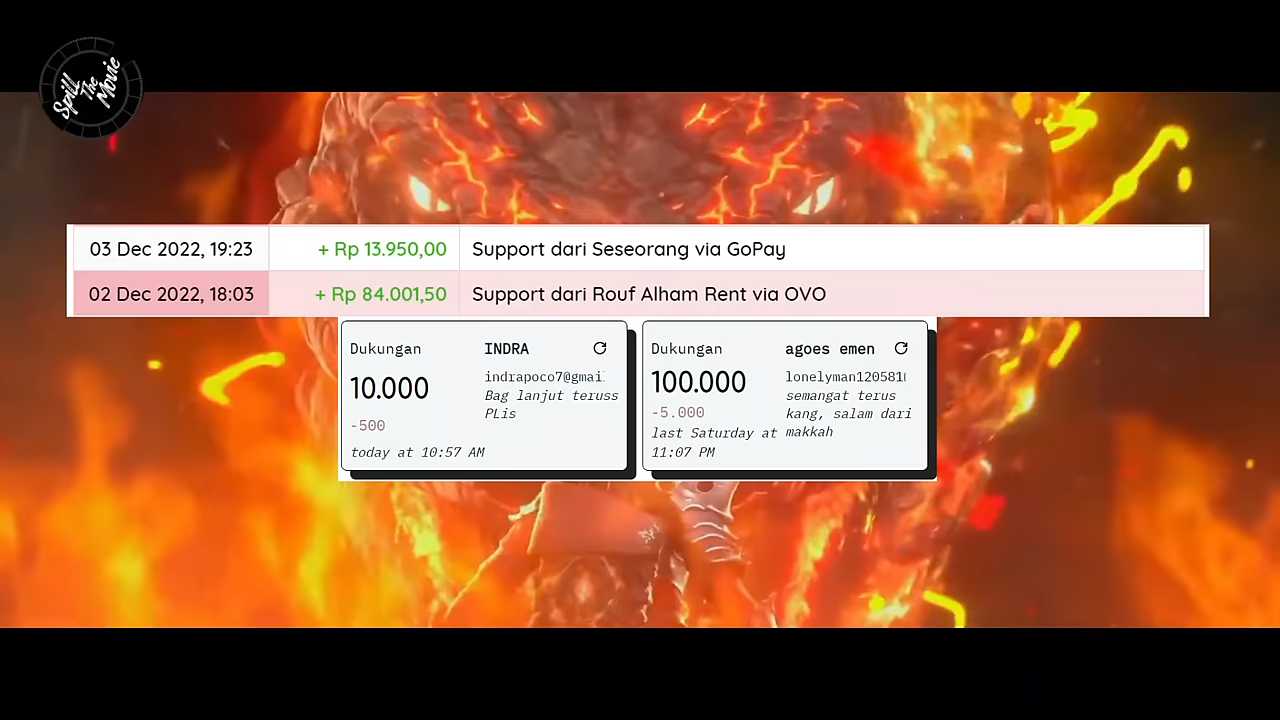 Spill
The
Movie
03 Dec 2022, 19:23 + Rp 13.950,00 Support dari Seseorang via GoPay
02 Dec 2022, 18:03 + Rp 84.001,50 Support dari Rouf Alham Rent via OVO
Dukungan INDRA
10.000
indrapoco7@gmai
Bag lanjut teruss
PLis
-500
today at 10:57 AM
Dukungan agoes emen
100.000
lonelyman120581
semangat terus
kang, salam dari
makkah
-5.000
last Saturday at
11:07 PM